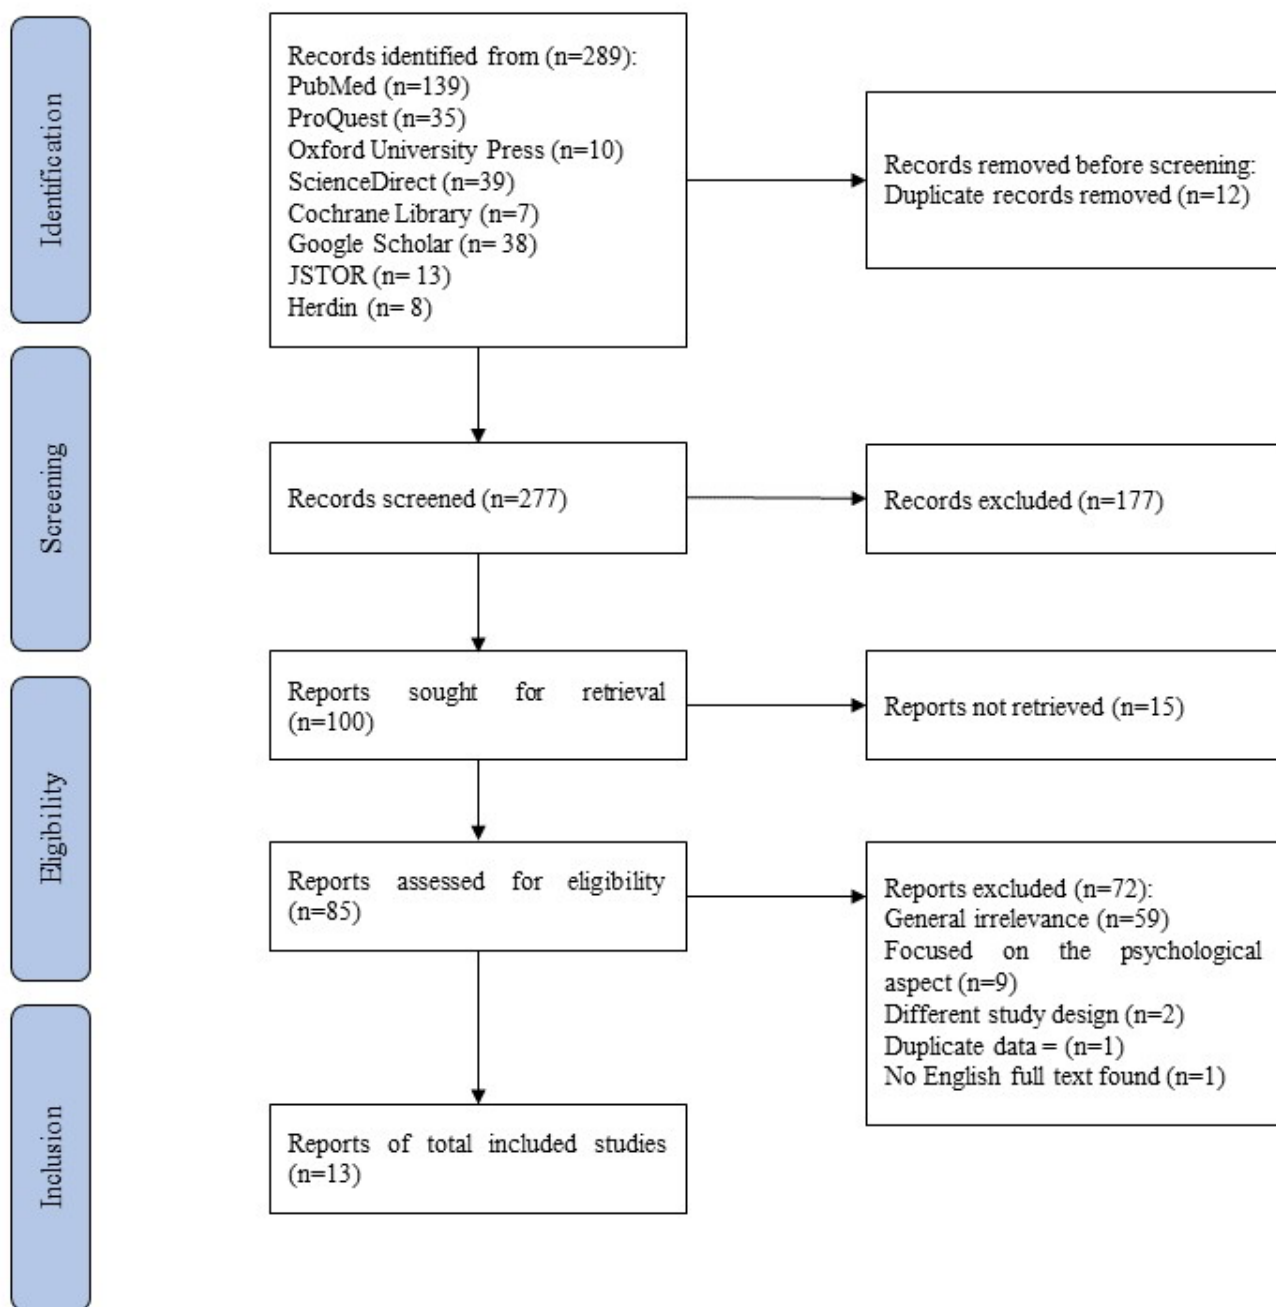 Identification
Records identified from (n=289):
PubMed (n=139)
ProQuest (n=35)
Oxford University Press (n=10)
ScienceDirect (n=39)
Cochrane Library (n=7)
Google Scholar (n= 38)
JSTOR (n= 13)
Herdin (n= 8)
Records removed before screening:
Duplicate records removed (n=12)
Screening
Records screened (n=277)
Records excluded (n=177)
Reports sought for retrieval
(n=100)
Reports not retrieved (n=15)
Eligibility
Reports assessed for eligibility
(n=85)
Reports excluded (n=72):
General irrelevance (n=59)
Focused on the psychological
aspect (n=9)
Different study design (n=2)
Duplicate data = (n=1)
No English full text found (n=1)
Inclusion
Reports of total included studies
(n=13)